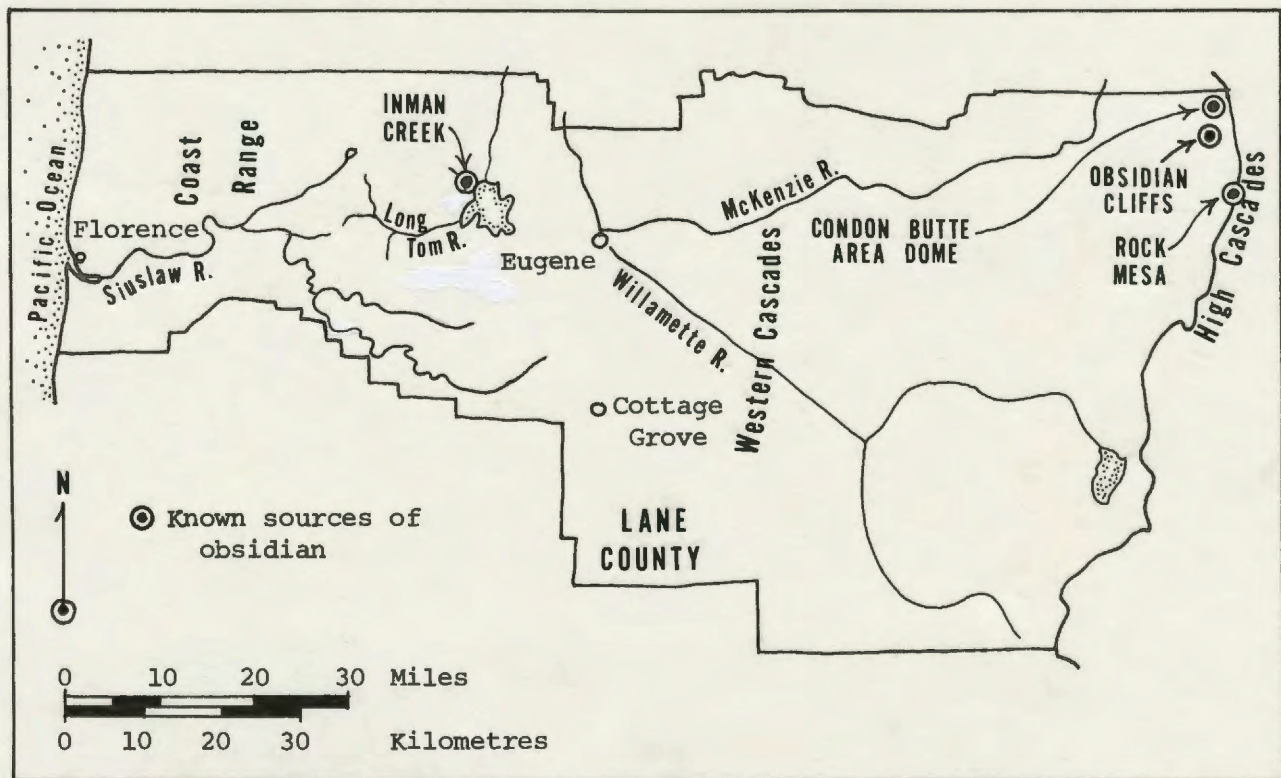 INMAN
CREEK
Coast
Range
Pacific Ocean
Florence
Siuslaw R.
Long
Tom R.
Eugene
McKenzie R.
Willamette R.
Western Cascades
CONDON BUTTE
AREA DOME
OBSIDIAN
CLIFFS
ROCK
MESA
High Cascades
Cottage
Grove
LANE
COUNTY
N
Known sources of
obsidian
0 10 20 30 Miles
0 10 20 30 Kilometres